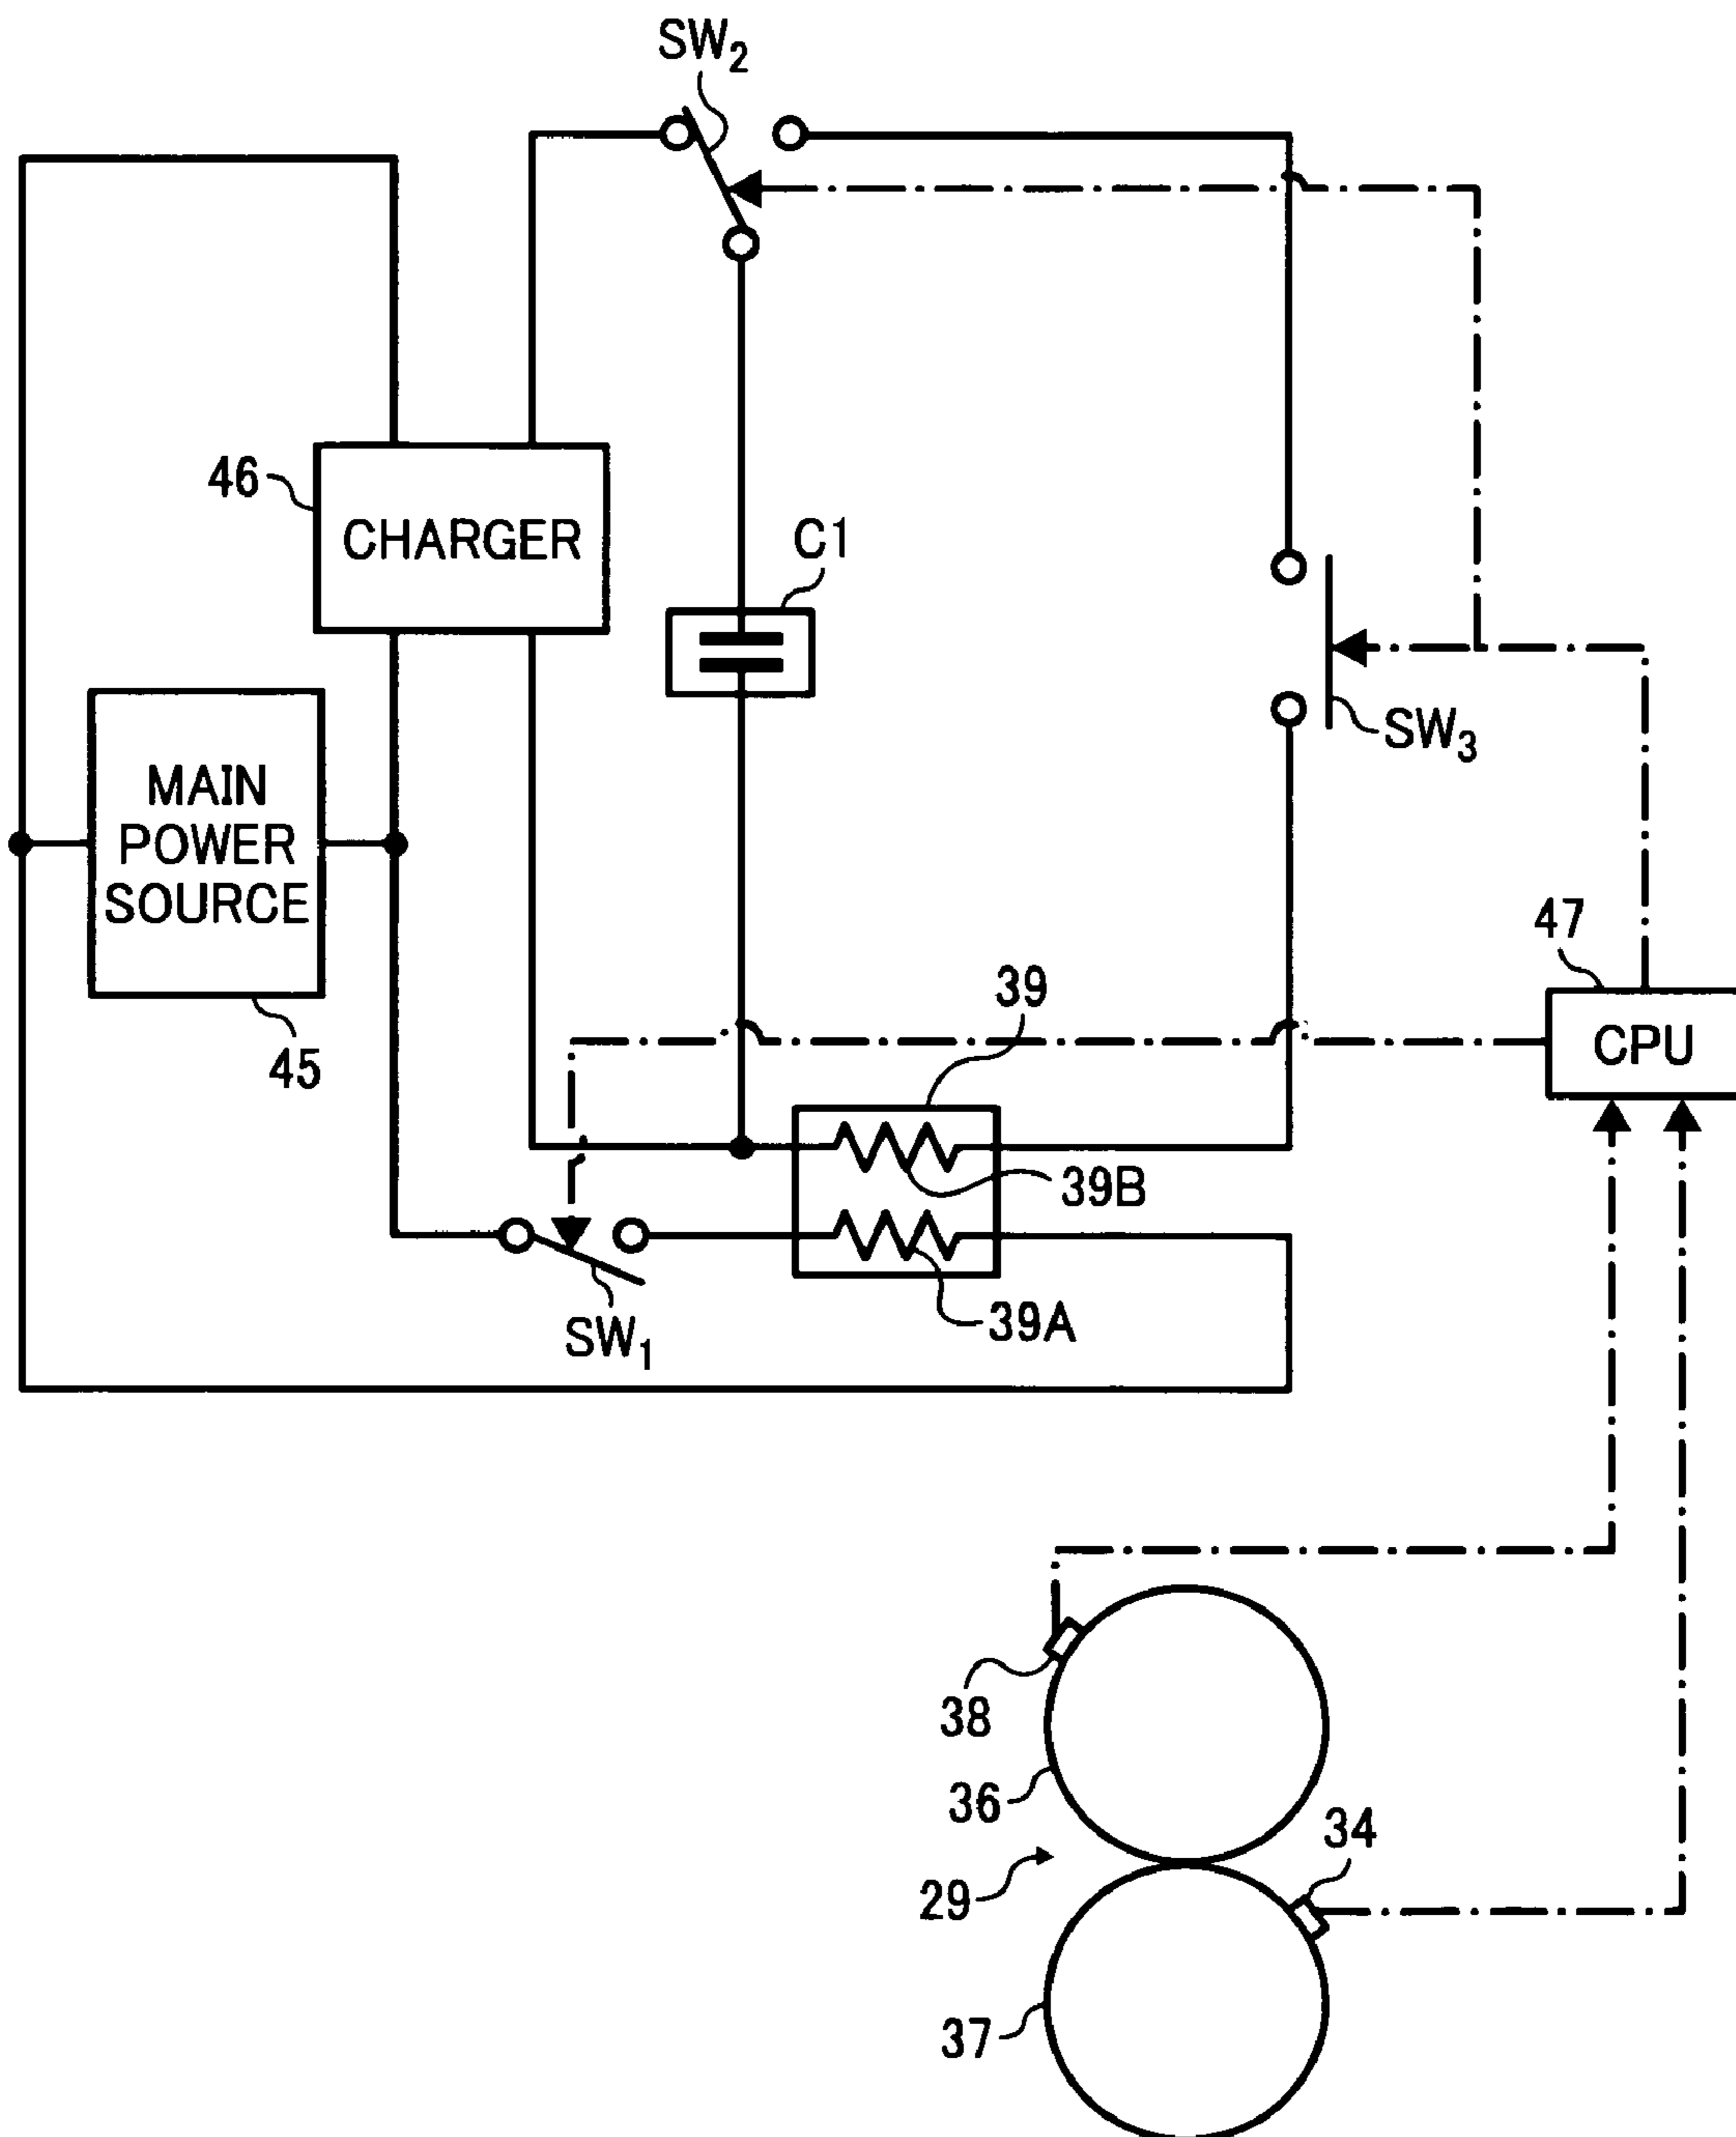 SW2
46
CHARGER
C1
MAIN
POWER
SOURCE
SW3
47
39
CPU
45
39B
39A
SW1
38
36
34
29
37